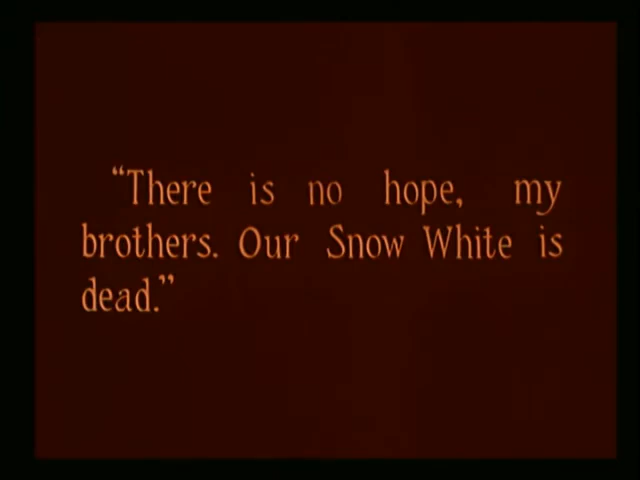 “There is no hope, my
brothers. Our Snow White is
dead.”